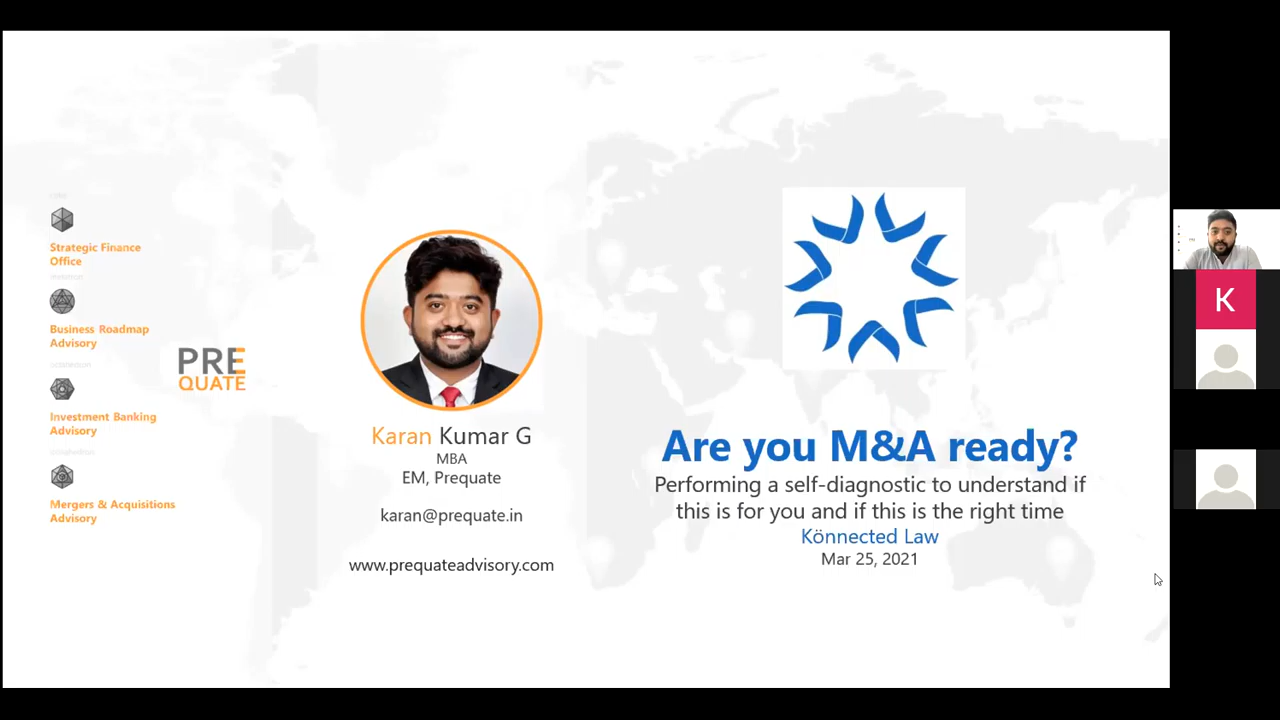 Strategic Finance
Office
Business Roadmap
Advisory
Investment Banking
Advisory
Mergers & Acquisitions
Advisory
PRE
QUATE
Karan Kumar G
MBA
EM, Prequate
karan@prequate.in
www.prequateadvisory.com
Are you M&A ready?
Performing a self-diagnostic to understand if
this is for you and if this is the right time
Könnected Law
Mar 25, 2021
K